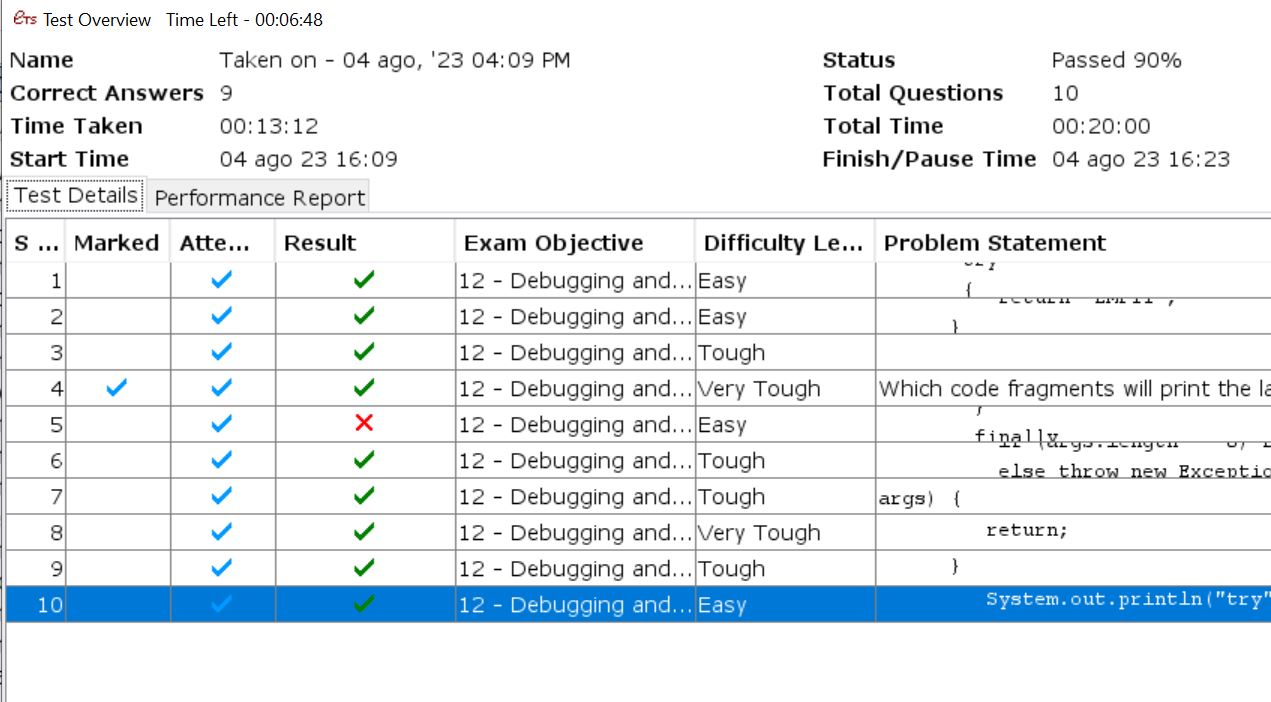 ETS Test Overview Time Left - 00:06:48
Name Taken on - 04 ago, '23 04:09 PM Status Passed 90%
Correct Answers 9 Total Questions 10
Time Taken 00:13:12 Total Time 00:20:00
Start Time 04 ago 23 16:09 Finish/Pause Time 04 ago 23 16:23
Test Details Performance Report
S ... Marked Atte... Result Exam Objective Difficulty Le... Problem Statement
1 12 - Debugging and... Easy {
2 12 - Debugging and... Easy }
3 12 - Debugging and... Tough
4 12 - Debugging and... Very Tough Which code fragments will print the la
5 12 - Debugging and... Easy finally
6 12 - Debugging and... Tough else throw new Exceptio
7 12 - Debugging and... Tough args) {
8 12 - Debugging and... Very Tough return;
9 12 - Debugging and... Tough }
10 12 - Debugging and... Easy System.out.println("try"